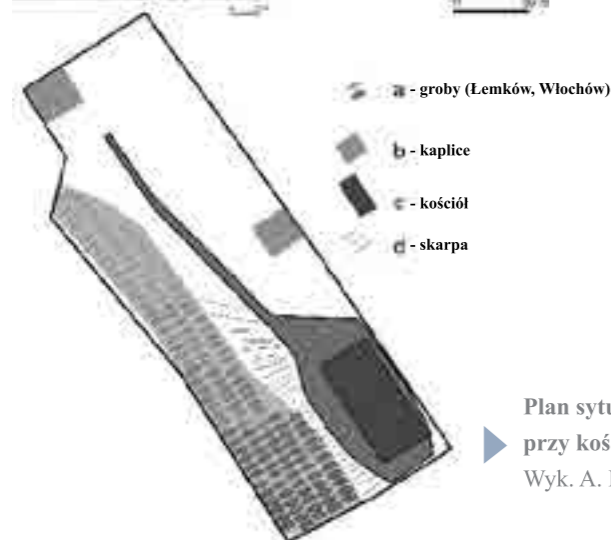 a - groby (Łemków, Włochów)
b - kaplice
c - kościół
d - skarpa
Plan sytu
przy koś
Wyk. A.